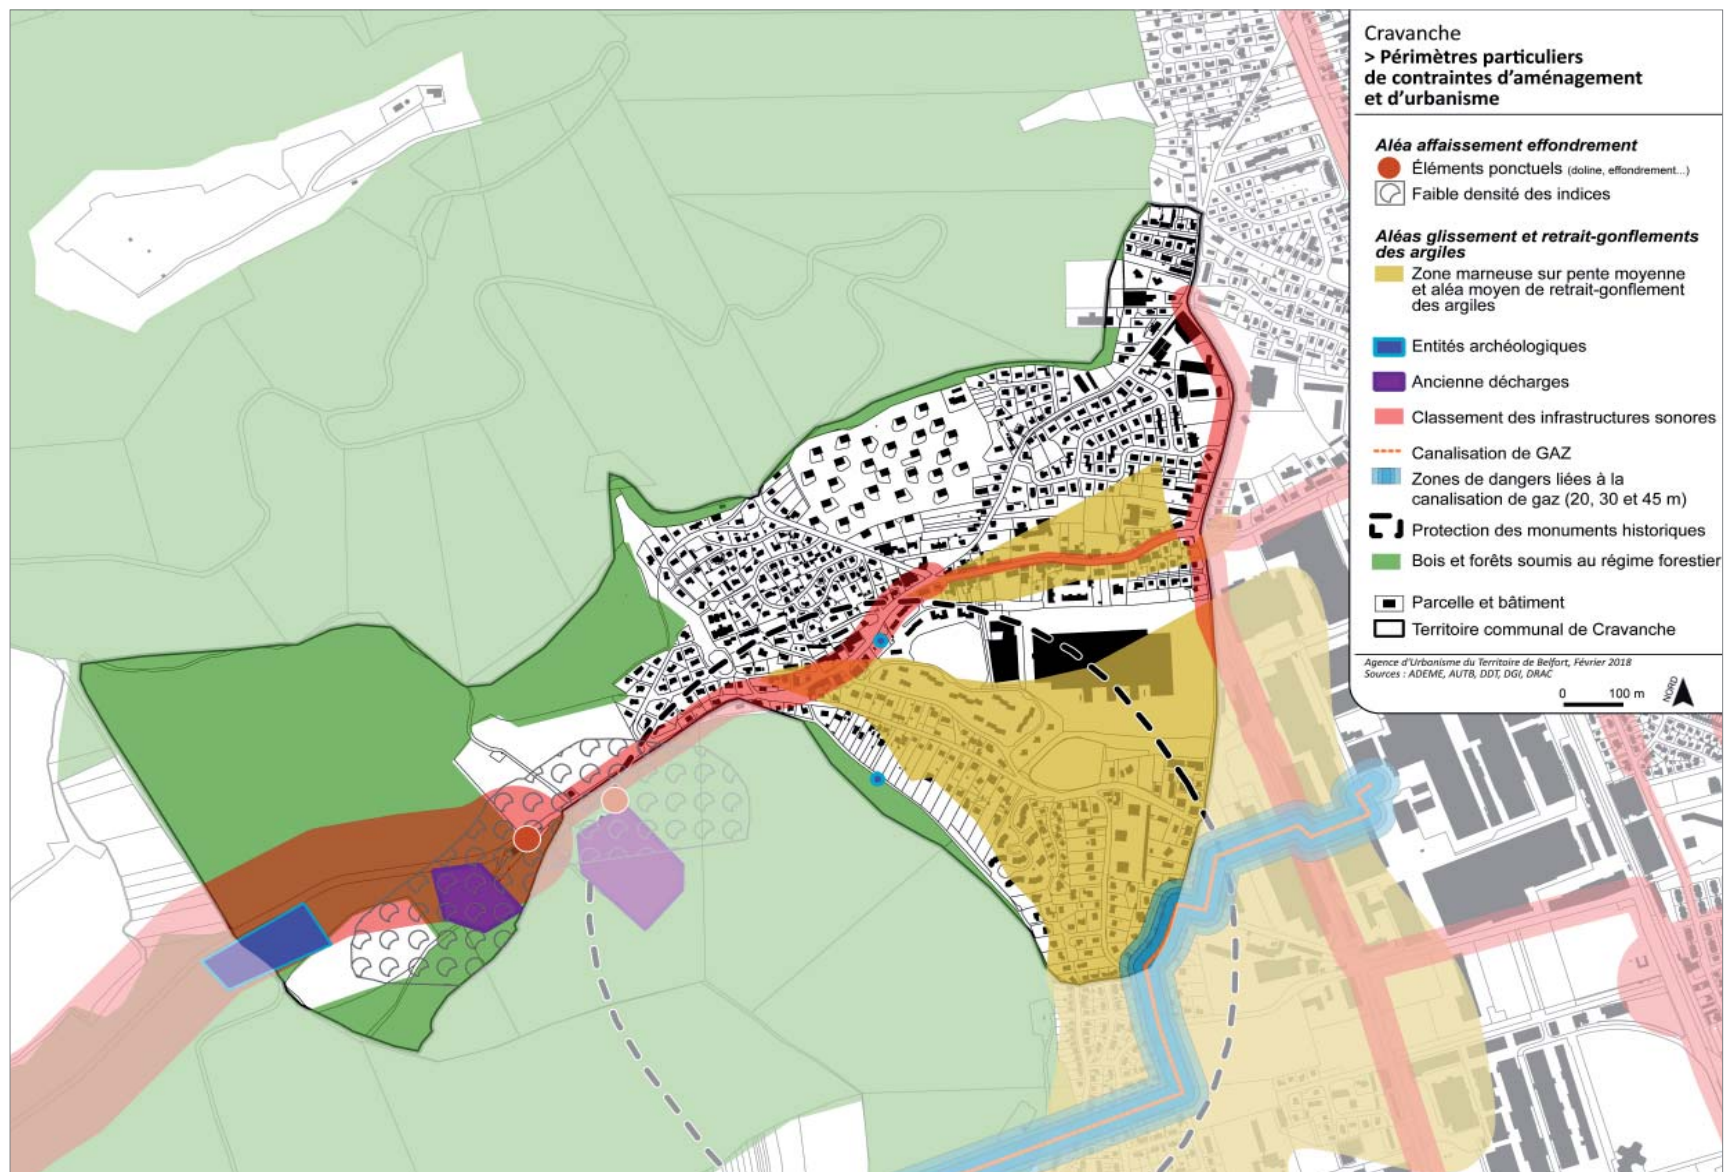 Cravanche
> Périmètres particuliers
de contraintes d'aménagement
et d'urbanisme
Aléa affaissement effondrement
Éléments ponctuels (doline, effondrement...)
Faible densité des indices
Aléas glissement et retrait-gonflements
des argiles
Zone marneuse sur pente moyenne
et aléa moyen de retrait-gonflement
des argiles
Entités archéologiques
Ancienne décharges
Classement des infrastructures sonores
Canalisation de GAZ
Zones de dangers liées à la
canalisation de gaz (20, 30 et 45 m)
Protection des monuments historiques
Bois et forêts soumis au régime forestier
Parcelle et bâtiment
Territoire communal de Cravanche
Agence d'Urbanisme du Territoire de Belfort, Février 2018
Sources : ADEME, AUTB, DDT, DGI, DRAC
0 100 m
NORD